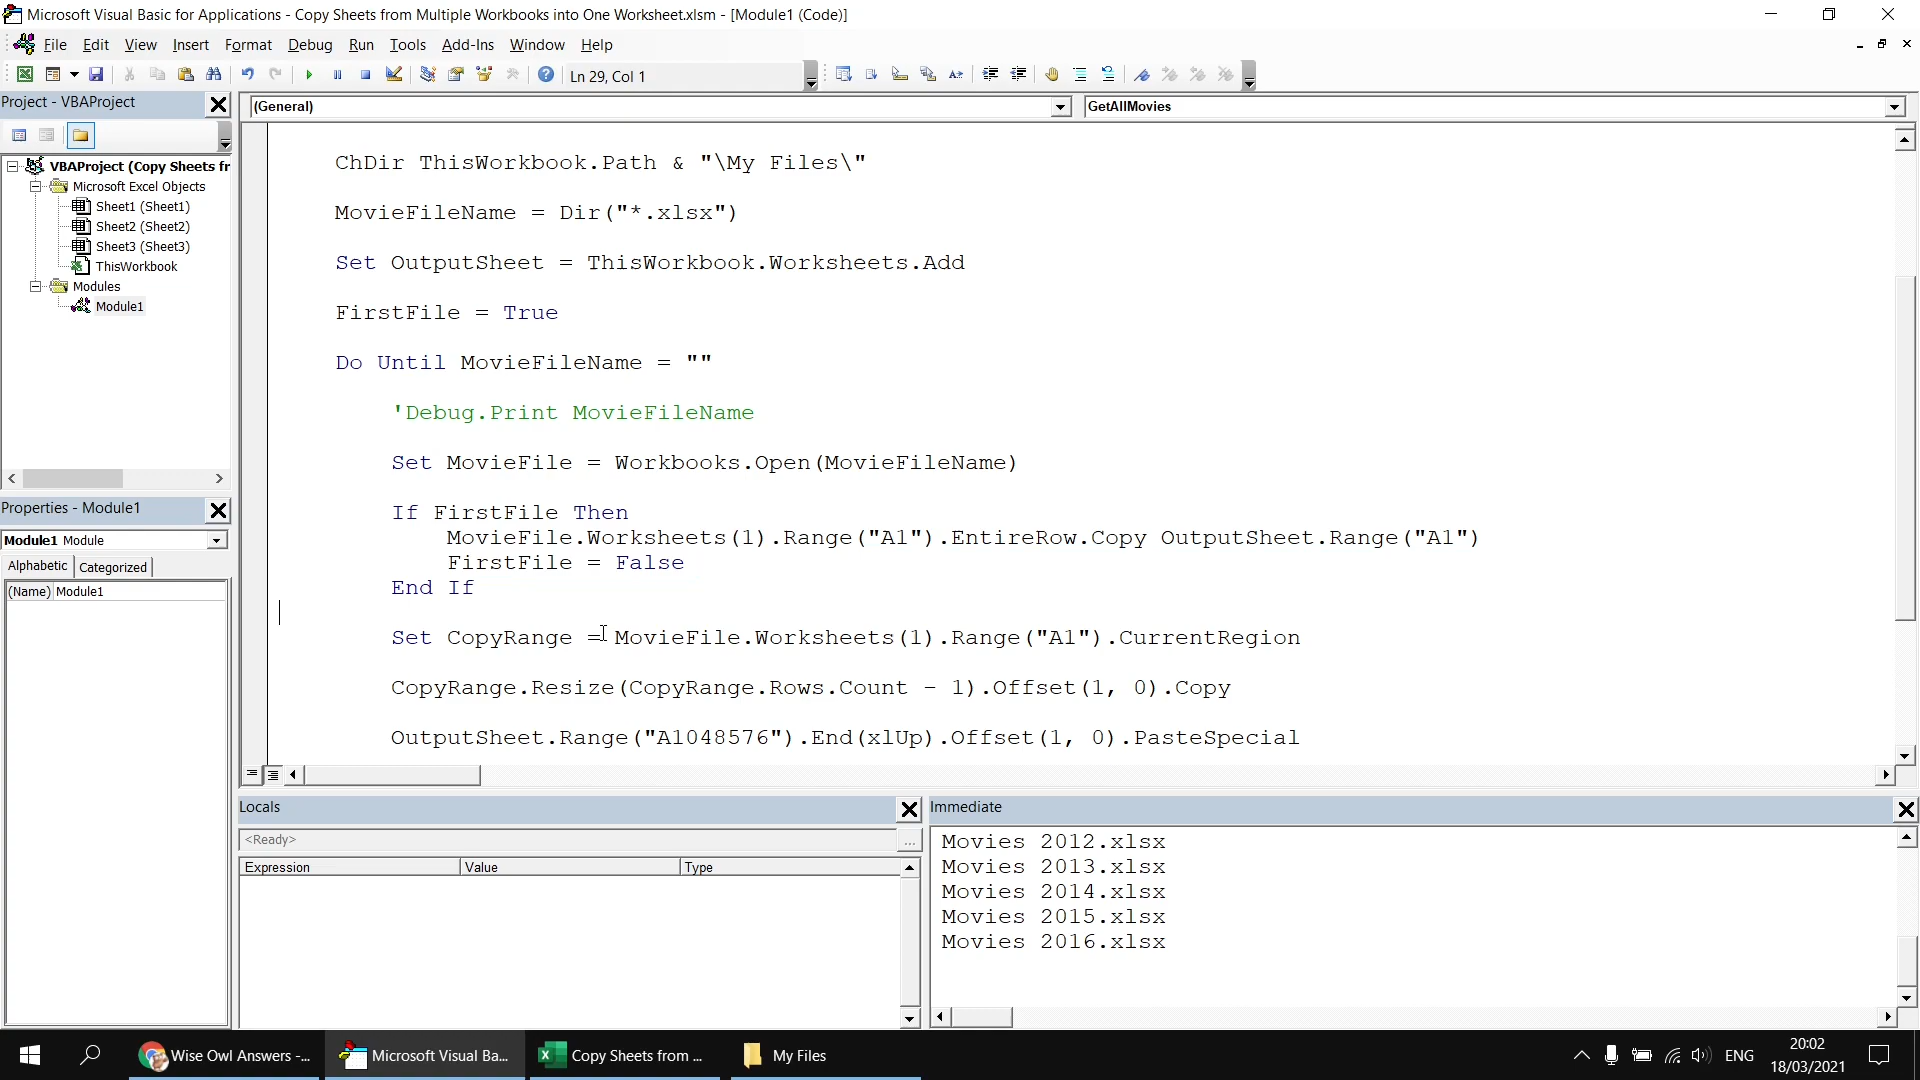 Microsoft Visual Basic for Applications - Copy Sheets from Multiple Workbooks into One Worksheet.xlsm - [Module1 (Code)]
File Edit View Insert Format Debug Run Tools Add-Ins Window Help
Ln 29, Col 1
Project - VBAProject
(General)
GetAllMovies
VBAProject (Copy Sheets fr
Microsoft Excel Objects
Sheet1 (Sheet1)
Sheet2 (Sheet2)
Sheet3 (Sheet3)
ThisWorkbook
Modules
Module1
Properties - Module1
Module1 Module
Alphabetic Categorized
(Name) Module1
ChDir ThisWorkbook.Path & "\My Files\"
MovieFileName = Dir("*.xlsx")
Set OutputSheet = ThisWorkbook.Worksheets.Add
FirstFile = True
Do Until MovieFileName = ""
'Debug.Print MovieFileName
Set MovieFile = Workbooks.Open(MovieFileName)
If FirstFile Then
MovieFile.Worksheets(1).Range("A1").EntireRow.Copy OutputSheet.Range("A1")
FirstFile = False
End If
Set CopyRange = MovieFile.Worksheets(1).Range("A1").CurrentRegion
CopyRange.Resize(CopyRange.Rows.Count - 1).Offset(1, 0).Copy
OutputSheet.Range("A1048576").End(xlUp).Offset(1, 0).PasteSpecial
Locals
<Ready>
...
Expression Value Type
Immediate
Movies 2012.xlsx
Movies 2013.xlsx
Movies 2014.xlsx
Movies 2015.xlsx
Movies 2016.xlsx
Wise Owl Answers -...
Microsoft Visual Ba...
Copy Sheets from ...
My Files
ENG
20:02
18/03/2021